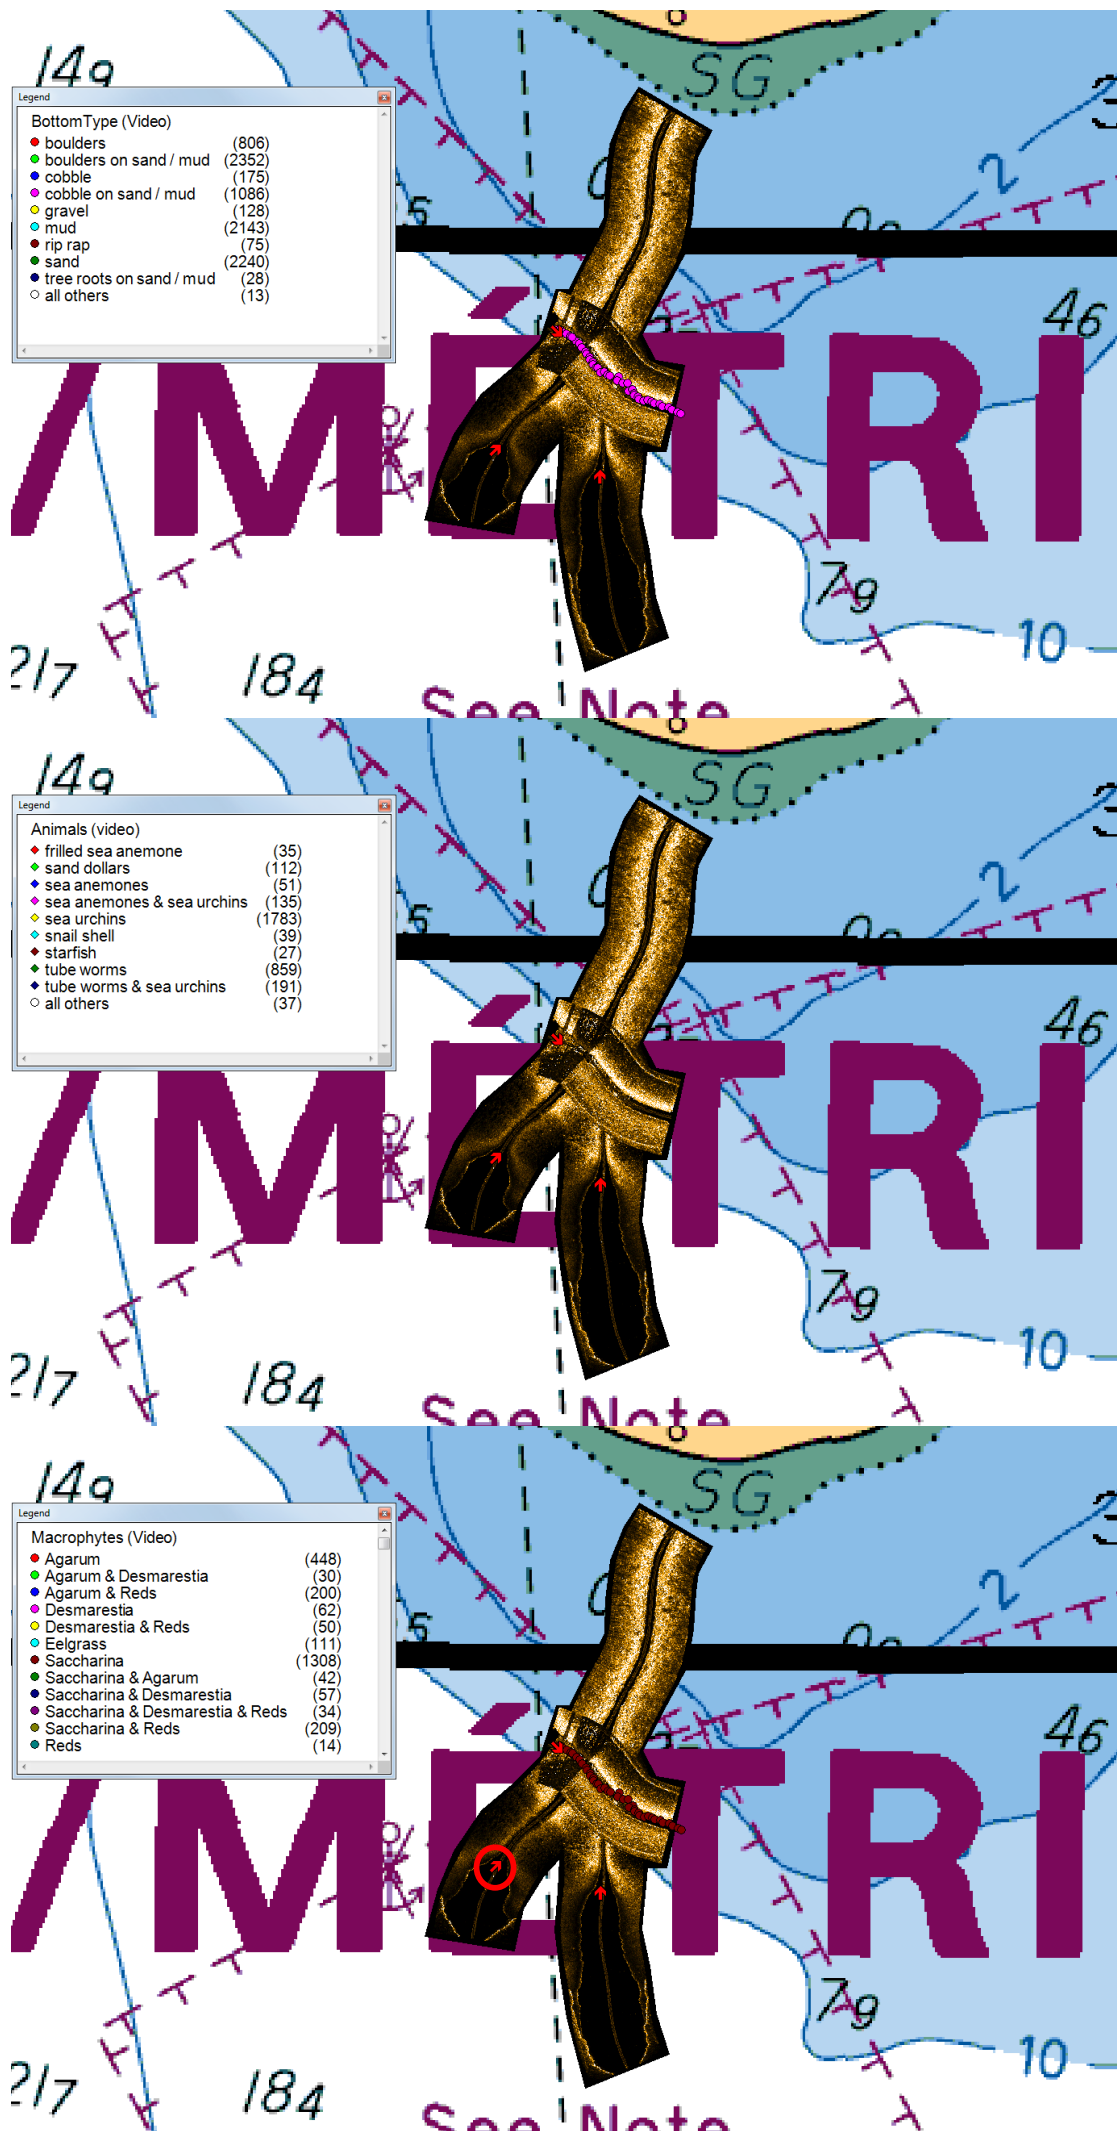 14₉
SG
Legend
BottomType (Video)
boulders (806)
boulders on sand / mud (2352)
cobble (175)
cobble on sand / mud (1086)
gravel (128)
mud (2143)
rip rap (75)
sand (2240)
tree roots on sand / mud (28)
all others (13)
2
46
MÉTRI
7₉
10
21₇
18₄
See Note
14₉
SG
Legend
Animals (video)
frilled sea anemone (35)
sand dollars (112)
sea anemones (51)
sea anemones & sea urchins (135)
sea urchins (1783)
snail shell (39)
starfish (27)
tube worms (859)
tube worms & sea urchins (191)
all others (37)
2
46
MÉTRI
7₉
10
21₇
18₄
See Note
14₉
SG
Legend
Macrophytes (Video)
Agarum (448)
Agarum & Desmarestia (30)
Agarum & Reds (200)
Desmarestia (62)
Desmarestia & Reds (50)
Eelgrass (111)
Saccharina (1308)
Saccharina & Agarum (42)
Saccharina & Desmarestia (57)
Saccharina & Desmarestia & Reds (34)
Saccharina & Reds (209)
Reds (14)
2
46
MÉTRI
7₉
10
21₇
18₄
See Note